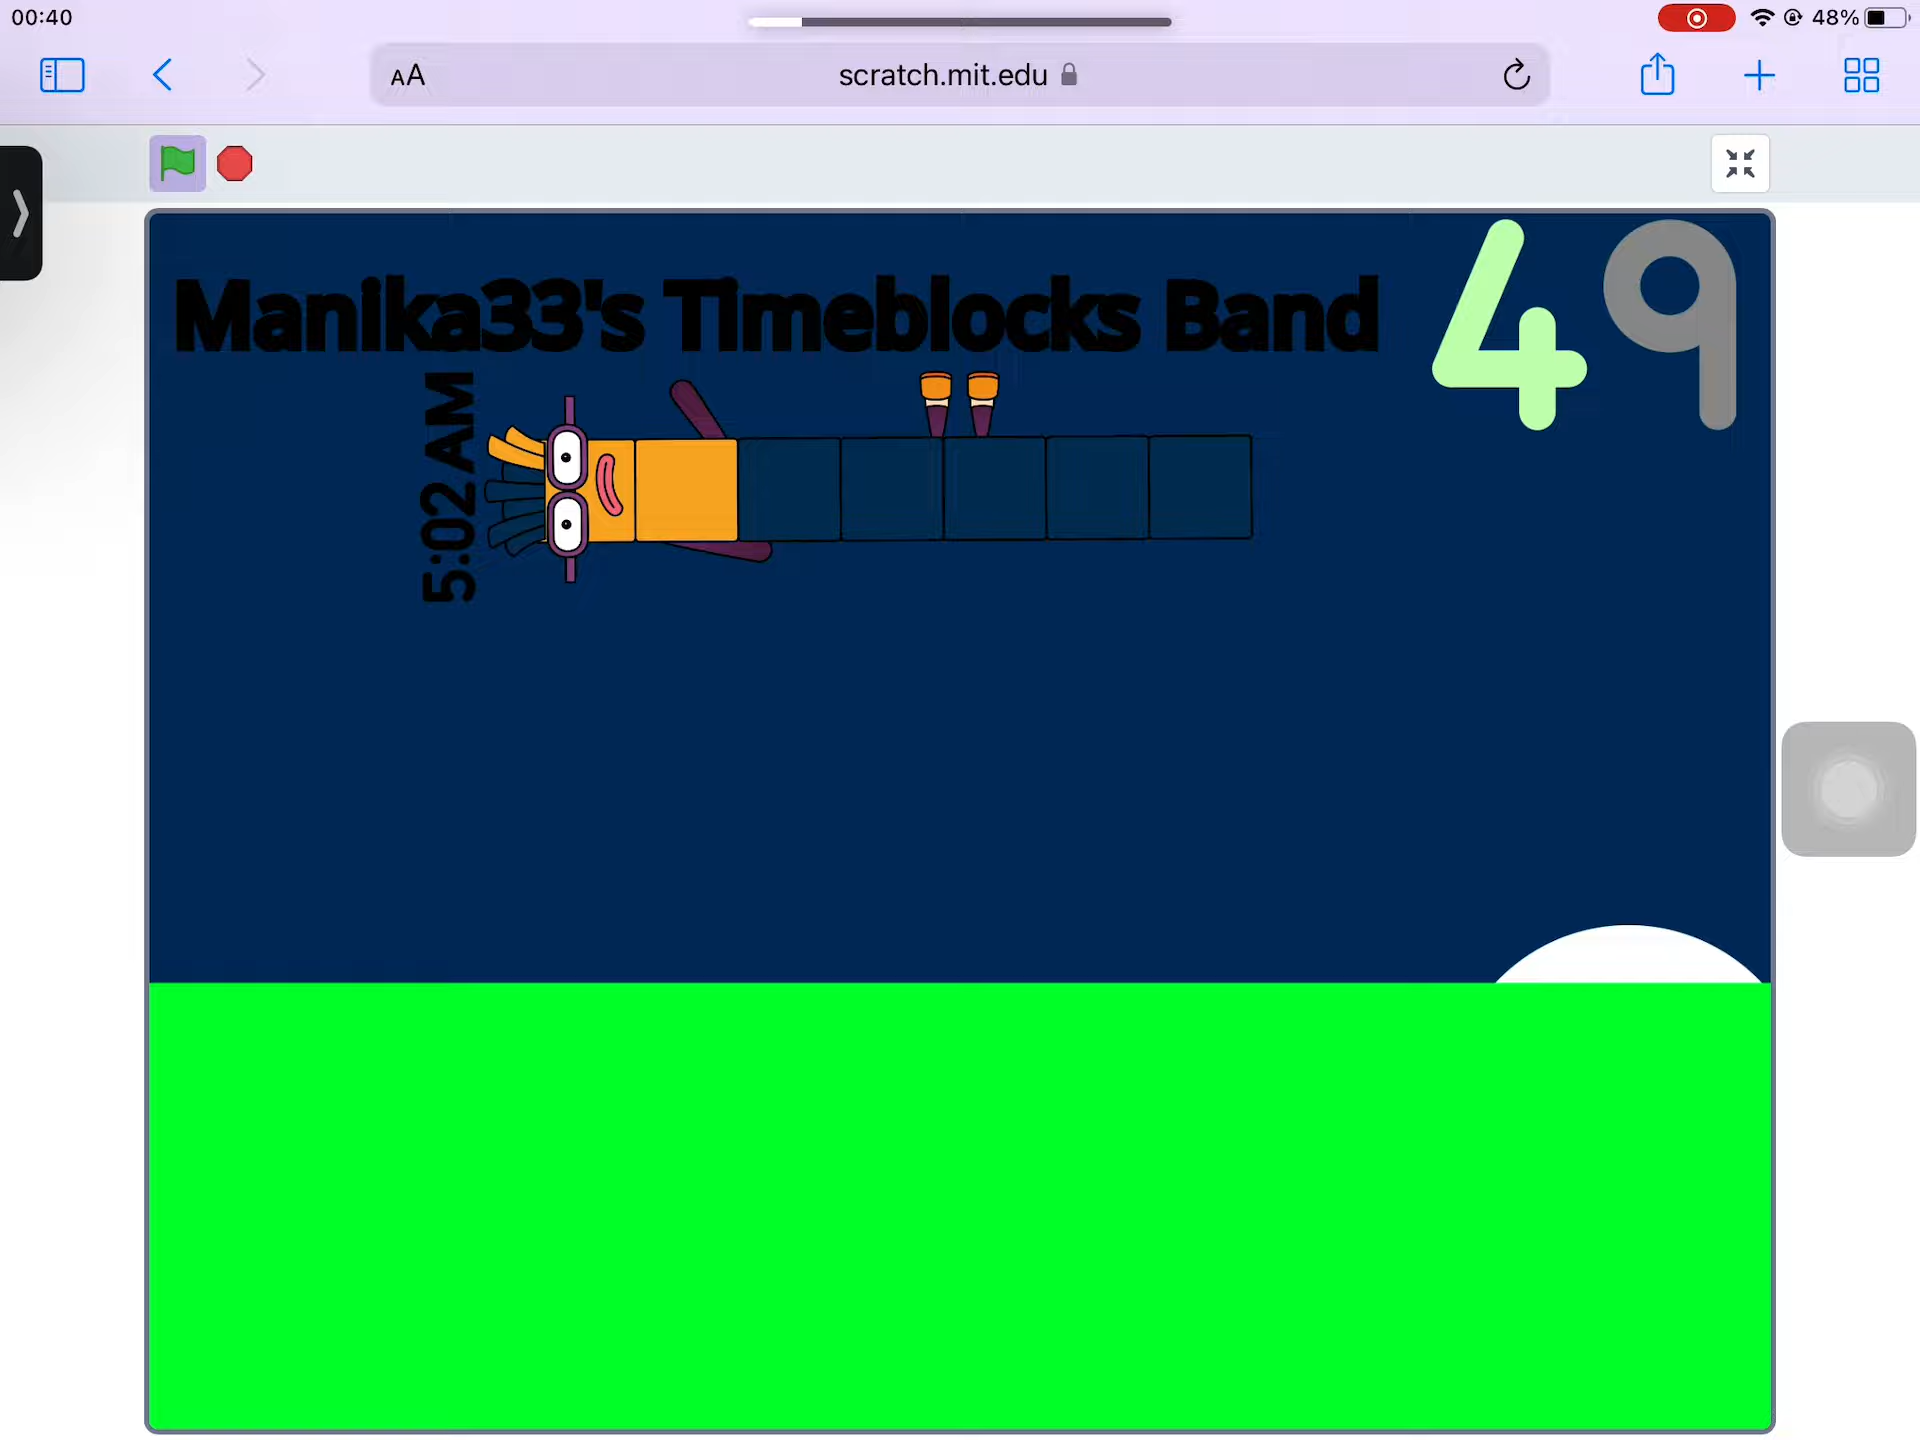 00:40
48%
AA
scratch.mit.edu
49
Manika33's Timeblocks Band
5:02 AM